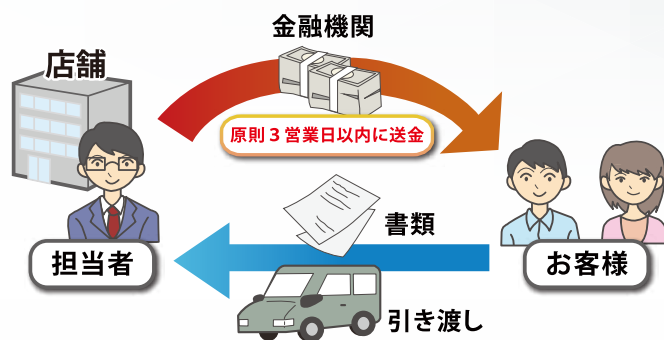 金融機関
店舗
原則3営業日以内に送金
書類
担当者
お客様
引き渡し